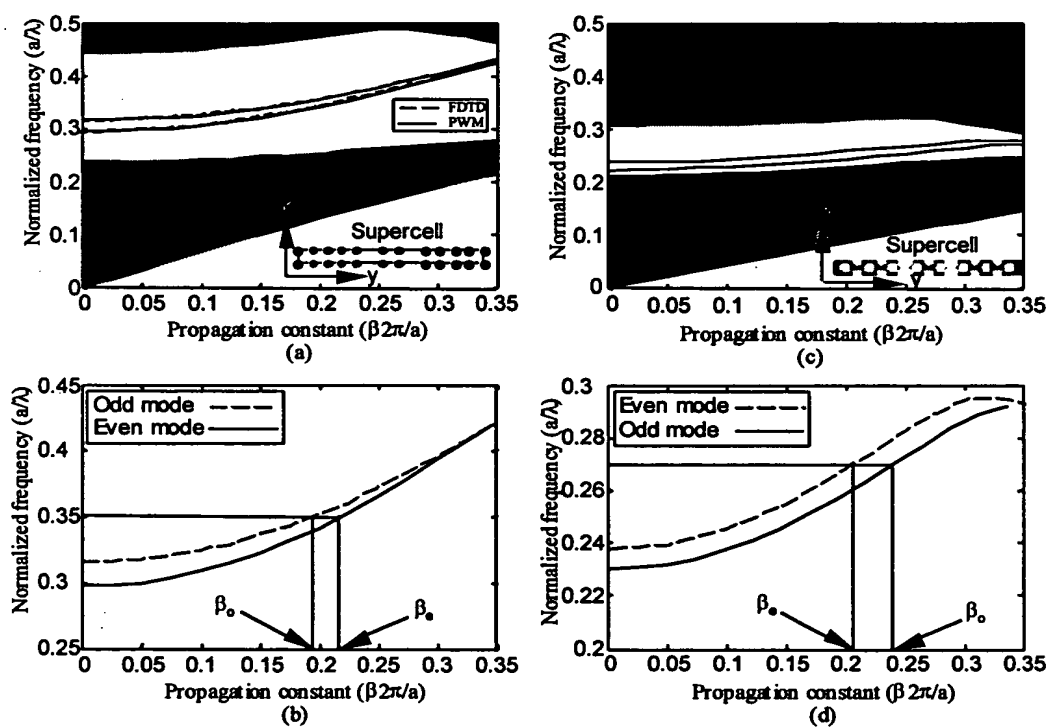 Normalized frequency (a/λ)
0.5
0.4
0.3
0.2
0.1
0
FDTD
PWM
Supercell
y
0 0.05 0.1 0.15 0.2 0.25 0.3 0.35
Propagation constant (β2π/a)
(a)
Normalized frequency (a/λ)
0.5
0.4
0.3
0.2
0.1
0
Supercell
y
0 0.05 0.1 0.15 0.2 0.25 0.3 0.35
Propagation constant (β2π/a)
(c)
Normalized frequency (a/λ)
0.45
0.4
0.35
0.3
0.25
Odd mode
Even mode
βo
βe
0 0.05 0.1 0.15 0.2 0.25 0.3 0.35
Propagation constant (β2π/a)
(b)
Normalized frequency (a/λ)
0.3
0.28
0.26
0.24
0.22
0.2
Even mode
Odd mode
βe
βo
0 0.05 0.1 0.15 0.2 0.25 0.3 0.35
Propagation constant (β2π/a)
(d)